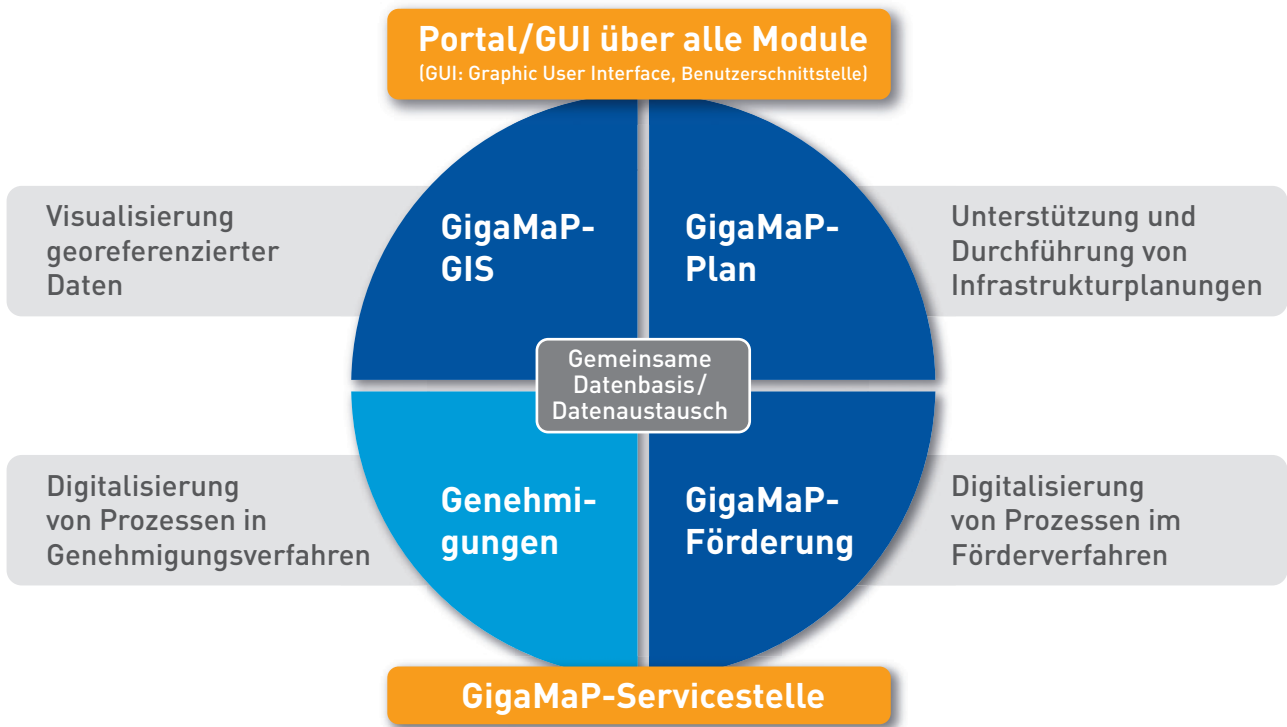 Portal/GUI über alle Module
(GUI: Graphic User Interface, Benutzerschnittstelle)
Visualisierung
georeferenzierter
Daten
GigaMaP-
GIS
GigaMaP-
Plan
Unterstützung und
Durchführung von
Infrastrukturplanungen
Gemeinsame
Datenbasis/
Datenaustausch
Digitalisierung
von Prozessen in
Genehmigungsverfahren
Genehmi-
gungen
GigaMaP-
Förderung
Digitalisierung
von Prozessen im
Förderverfahren
GigaMaP-Servicestelle